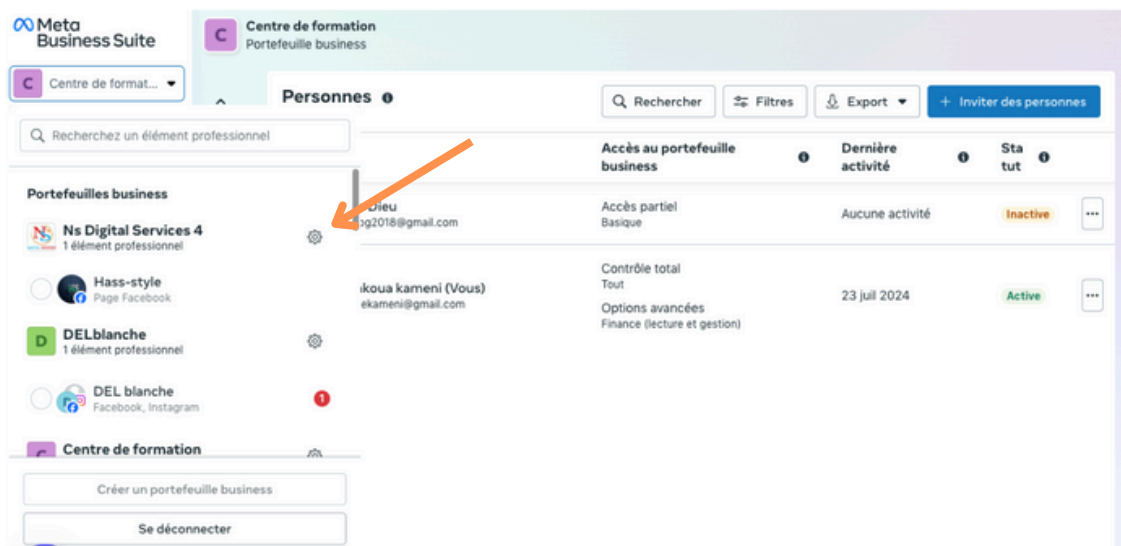 Meta
Business Suite
C
Centre de formation
Portefeuille business
C
Centre de format...
Recherchez un élément professionnel
Portefeuilles business
Ns Digital Services 4
1 élément professionnel
Hass-style
Page Facebook
D
DELblanche
1 élément professionnel
DEL blanche
Facebook, Instagram
1
Centre de formation
Créer un portefeuille business
Se déconnecter
Personnes
Rechercher
Filtres
Export
+ Inviter des personnes
Accès au portefeuille
business
Dernière
activité
Sta
tut
Dieu
og2018@gmail.com
Accès partiel
Basique
Aucune activité
Inactive
ikoua kameni (Vous)
ekameni@gmail.com
Contrôle total
Tout
Options avancées
Finance (lecture et gestion)
23 juil 2024
Active